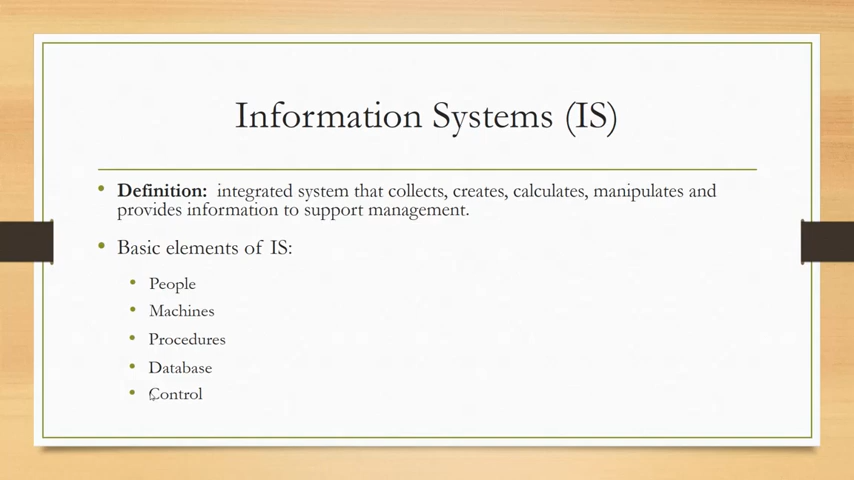 Information Systems (IS)
• Definition: integrated system that collects, creates, calculates, manipulates and
provides information to support management.
• Basic elements of IS:
• People
• Machines
• Procedures
• Database
• Control